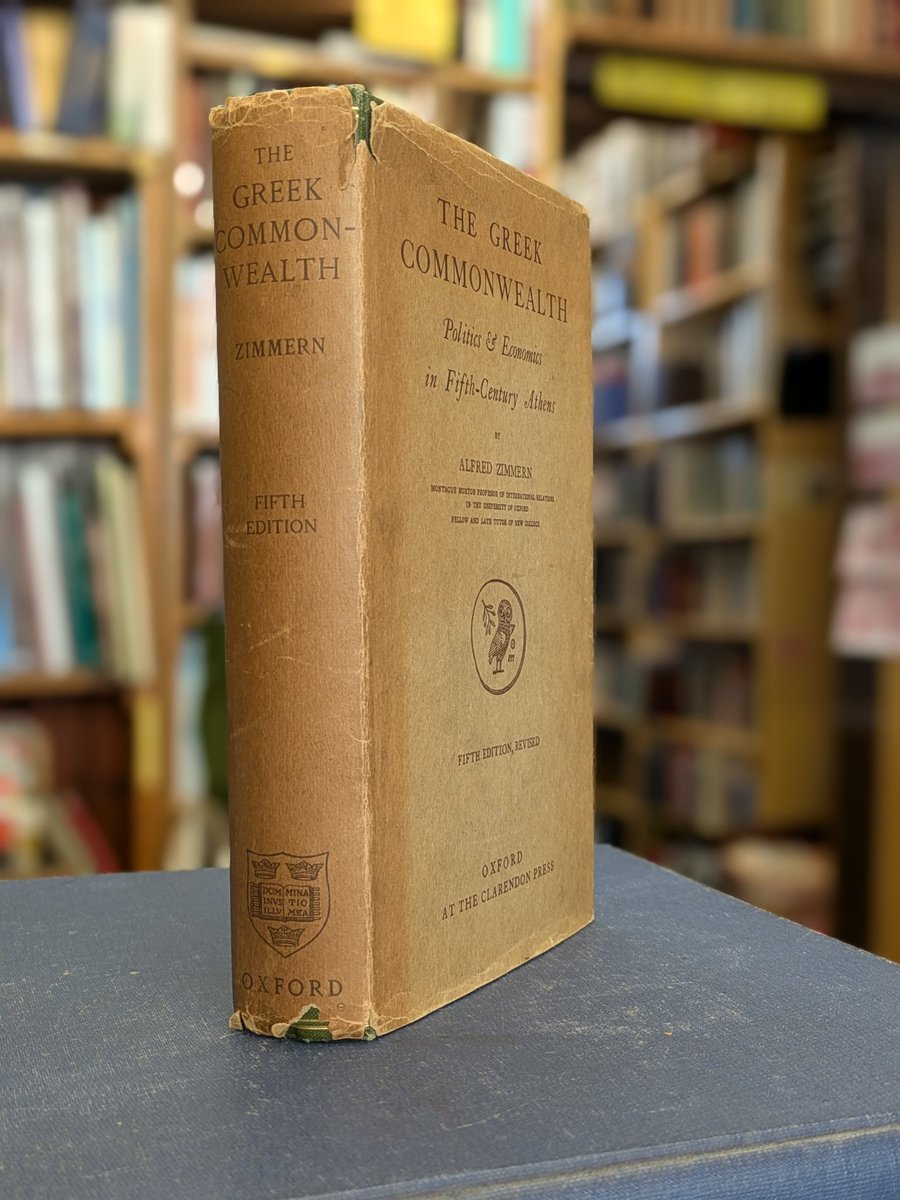 THE
GREEK
COMMON-
WEALTH
ZIMMERN
FIFTH
EDITION
DOM MINA
INVS TIO
ILLV MEA
OXFORD
THE GREEK
COMMONWEALTH
Politics & Economics
in Fifth-Century Athens
BY
ALFRED ZIMMERN
MONTAGUE BURTON PROFESSOR OF INTERNATIONAL RELATIONS
IN THE UNIVERSITY OF OXFORD
FELLOW AND LATE TUTOR OF NEW COLLEGE
FIFTH EDITION, REVISED
OXFORD
AT THE CLARENDON PRESS